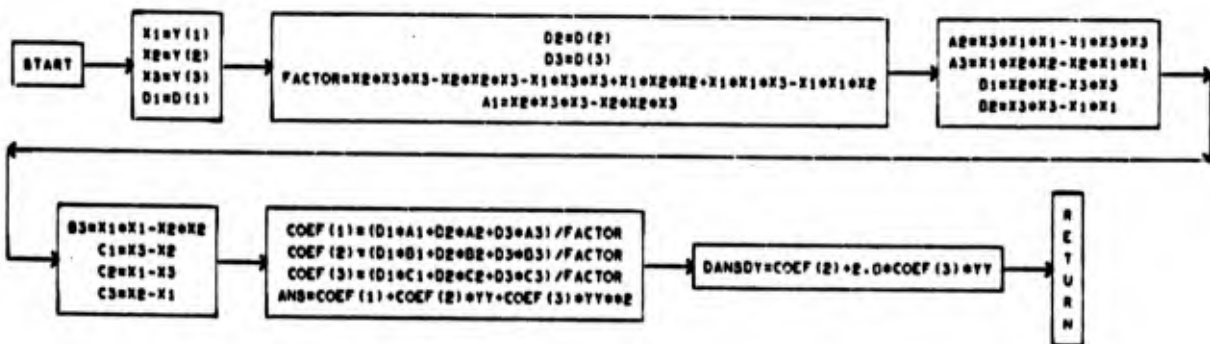 START
X1=Y(1)
X2=Y(2)
X3=Y(3)
D1=D(1)
D2=D(2)
D3=D(3)
FACTOR=X2*X3*X3-X2*X2*X3-X1*X3*X3+X1*X2*X2+X1*X1*X3-X1*X1*X2
A1=X2*X3*X3-X2*X2*X3
A2=X3*X1*X1-X1*X3*X3
A3=X1*X2*X2-X2*X1*X1
B1=X2*X2-X3*X3
B2=X3*X3-X1*X1
B3=X1*X1-X2*X2
C1=X3-X2
C2=X1-X3
C3=X2-X1
COEF(1)=(D1*A1+D2*A2+D3*A3)/FACTOR
COEF(2)=(D1*B1+D2*B2+D3*B3)/FACTOR
COEF(3)=(D1*C1+D2*C2+D3*C3)/FACTOR
ANS=COEF(1)+COEF(2)*YY+COEF(3)*YY**2
DANSDY=COEF(2)+2.0*COEF(3)*YY
RETURN